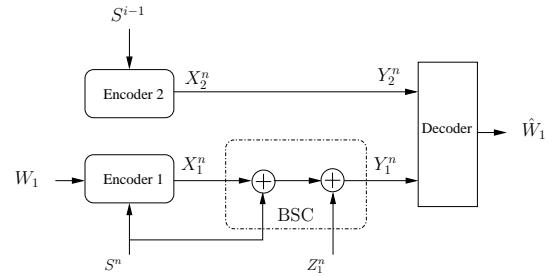 S^{i-1}
Encoder 2
X_2^n
Y_2^n
Decoder
Ŵ_1
W_1
Encoder 1
X_1^n
+
+
Y_1^n
BSC
S^n
Z_1^n